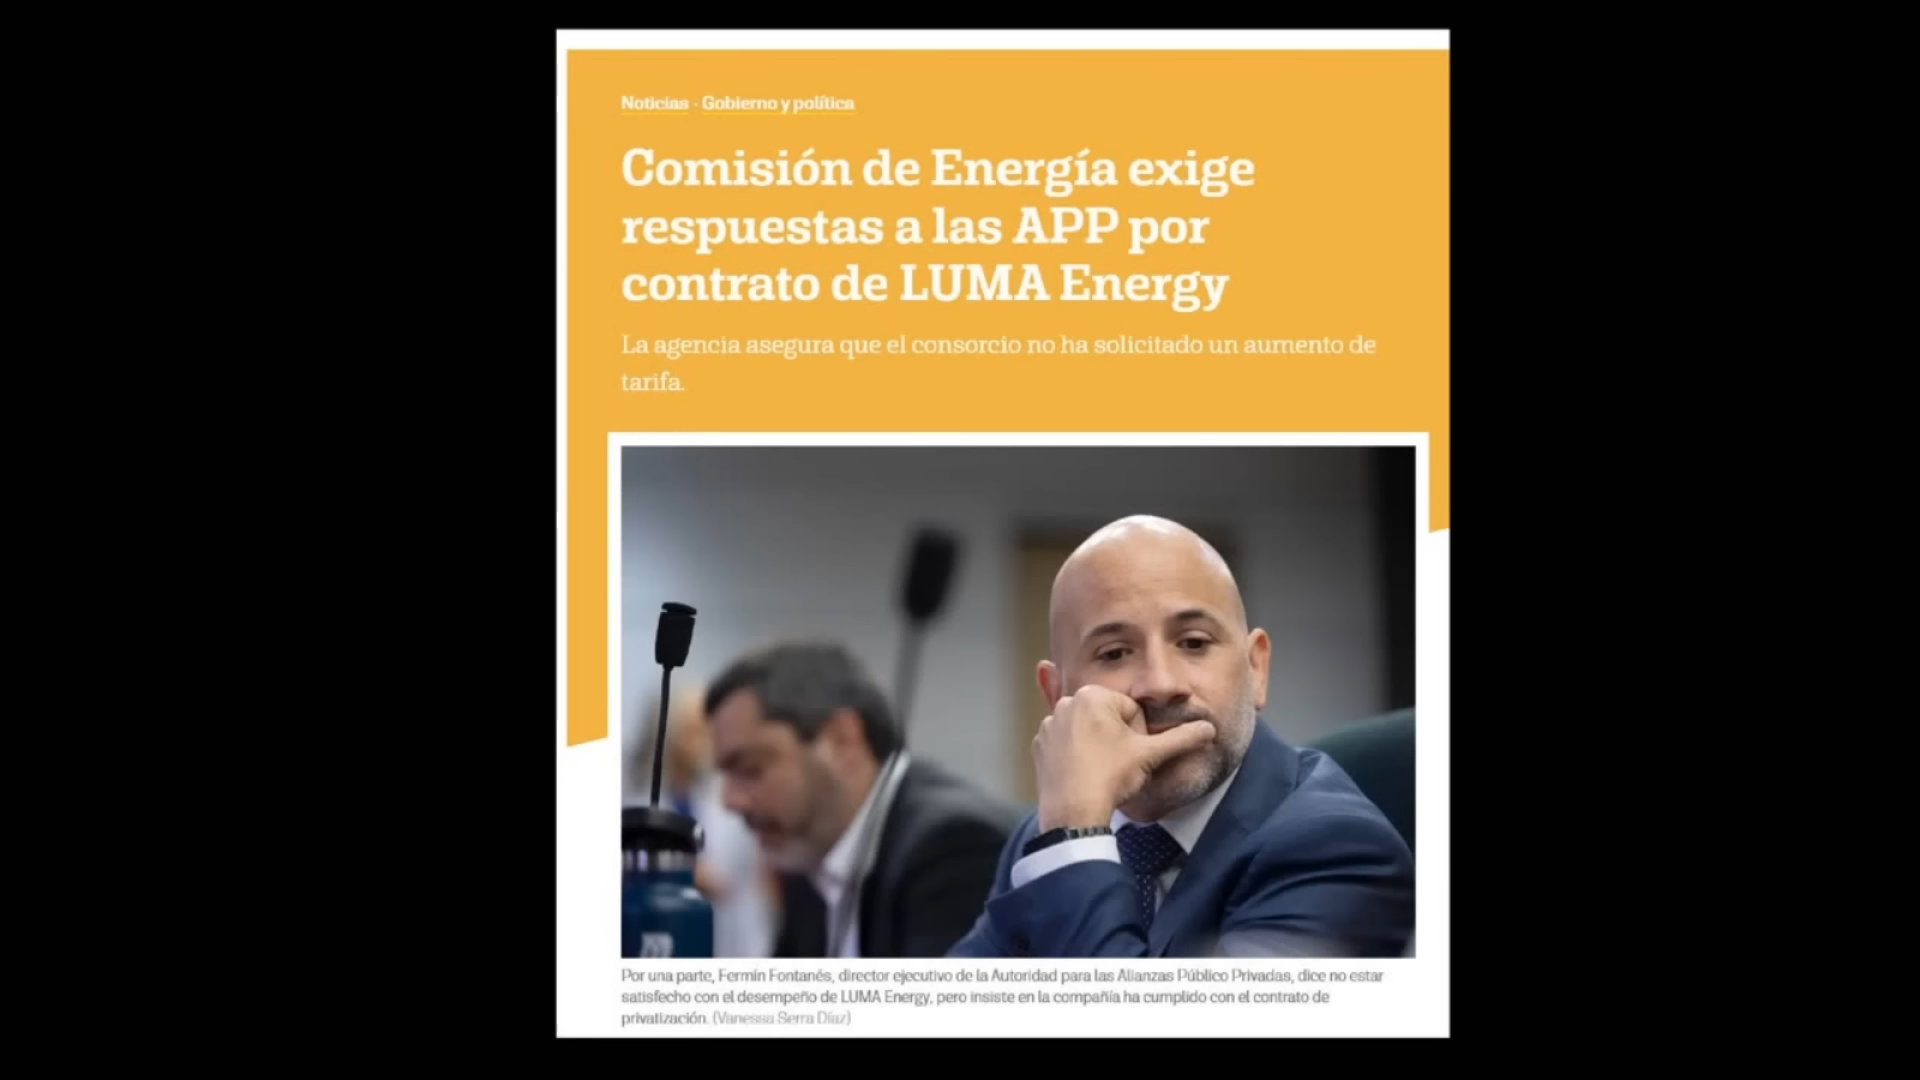 Noticias · Gobierno y política
Comisión de Energía exige
respuestas a las APP por
contrato de LUMA Energy
La agencia asegura que el consorcio no ha solicitado un aumento de
tarifa.
Por una parte, Fermín Fontanés, director ejecutivo de la Autoridad para las Alianzas Público Privadas, dice no estar
satisfecho con el desempeño de LUMA Energy, pero insiste en la compañía ha cumplido con el contrato de
privatización. (Vanessa Serra Díaz)